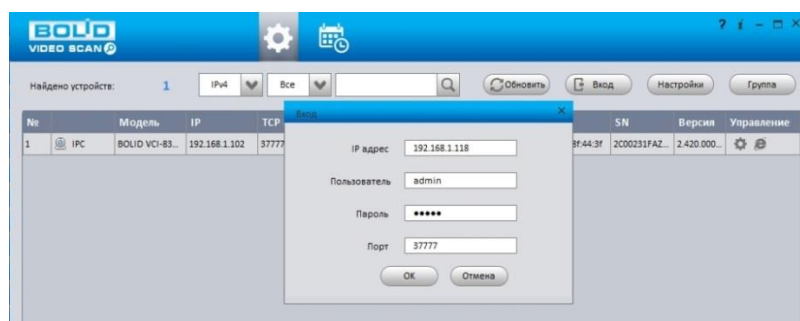 BOLID
VIDEO SCAN
? i
Найдено устройств: 1 IPv4 Все Обновить Вход Настройки Группа
№ Модель IP TCP SN Версия Управление
1 IPC BOLID VCI-83... 192.168.1.102 37777 3f:44:3f 2C00231FAZ... 2.420.000...
Вход
IP адрес 192.168.1.118
Пользователь admin
Пароль •••••
Порт 37777
OK Отмена